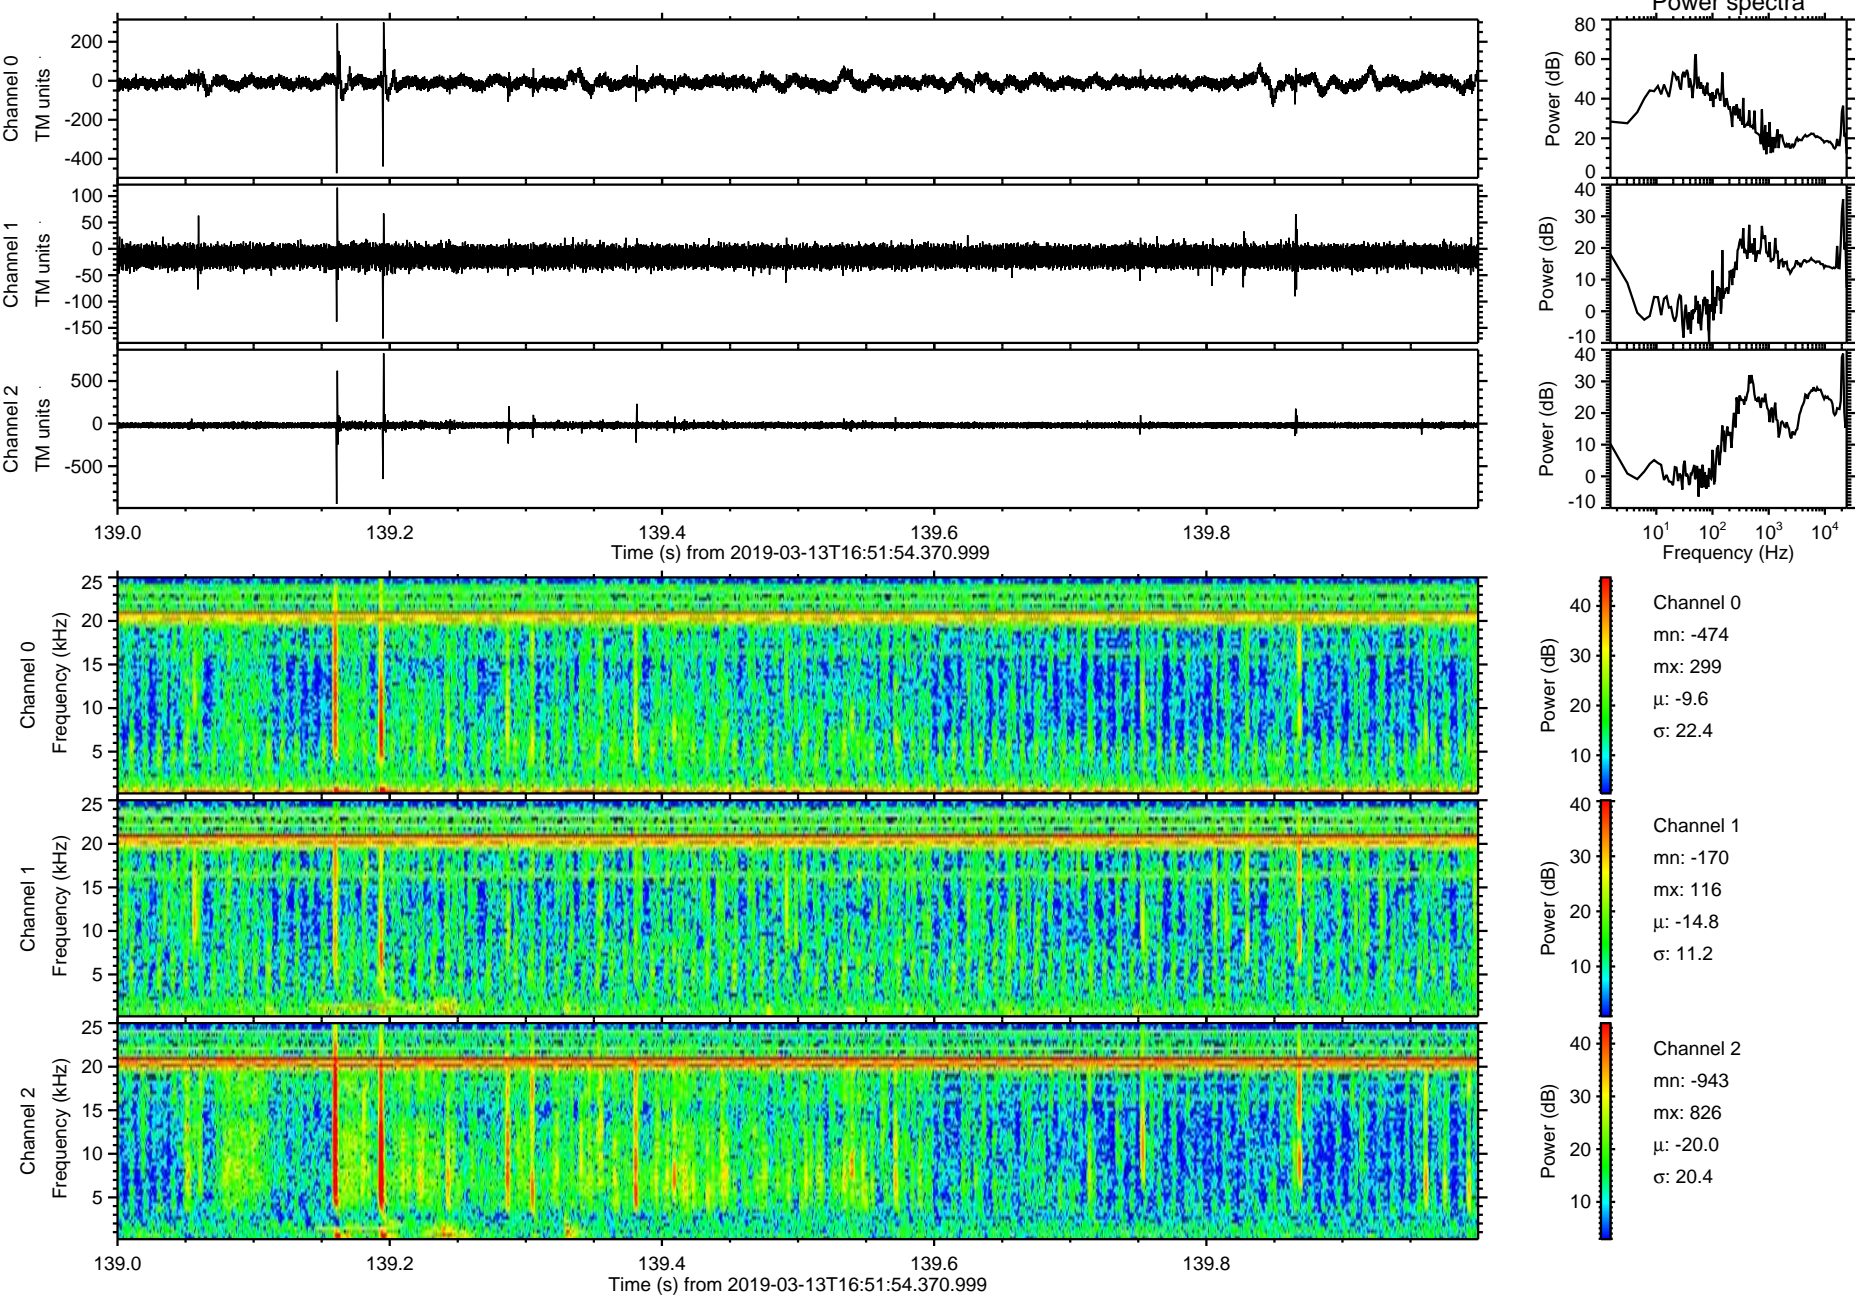 Power spectra
Channel 0
TM units
200
0
-200
-400
80
60
40
20
0
Power (dB)
Channel 1
TM units
100
50
0
-50
-100
-150
40
30
20
10
0
-10
Power (dB)
Channel 2
TM units
500
0
-500
40
30
20
10
0
-10
Power (dB)
139.0 139.2 139.4 139.6 139.8
Time (s) from 2019-03-13T16:51:54.370.999
10¹ 10² 10³ 10⁴
Frequency (Hz)
Channel 0
Frequency (kHz)
25
20
15
10
5
Power (dB)
40
30
20
10
Channel 0
mn: -474
mx: 299
μ: -9.6
σ: 22.4
Channel 1
Frequency (kHz)
25
20
15
10
5
Power (dB)
40
30
20
10
Channel 1
mn: -170
mx: 116
μ: -14.8
σ: 11.2
Channel 2
Frequency (kHz)
25
20
15
10
5
Power (dB)
40
30
20
10
Channel 2
mn: -943
mx: 826
μ: -20.0
σ: 20.4
139.0 139.2 139.4 139.6 139.8
Time (s) from 2019-03-13T16:51:54.370.999